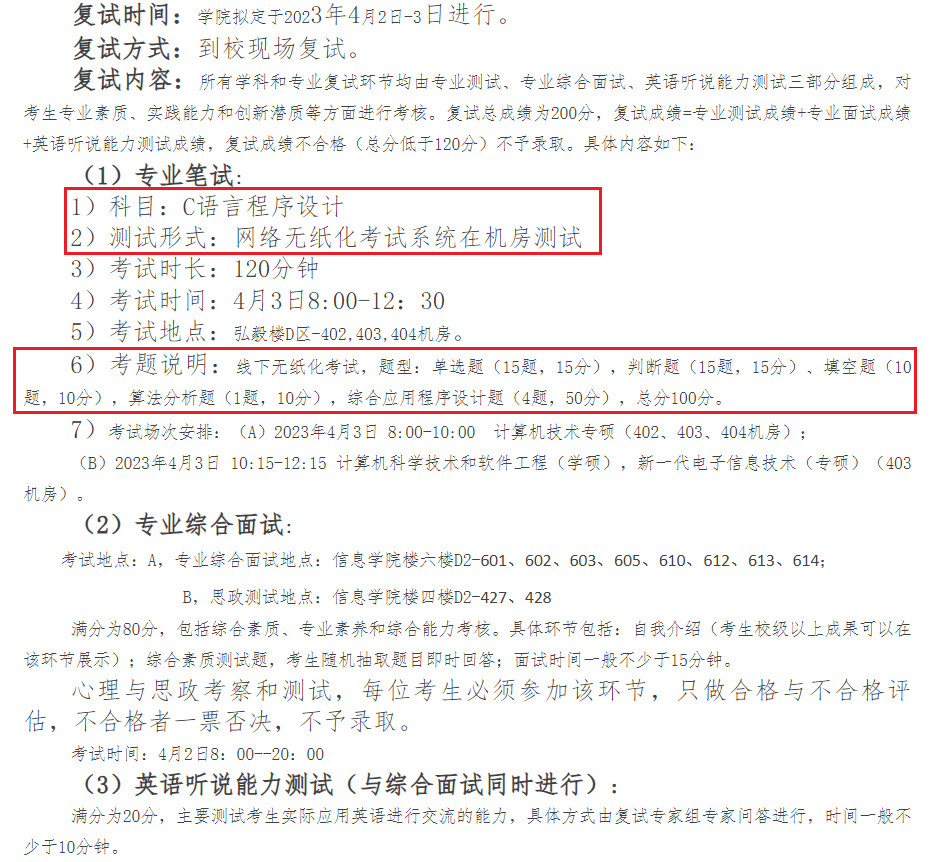 复试时间：学院拟定于2023年4月2日-3日进行。
复试方式：到校现场复试。
复试内容：所有学科和专业复试环节均由专业测试、专业综合面试、英语听说能力测试三部分组成，对
考生专业素质、实践能力和创新潜质等方面进行考核。复试总成绩为200分，复试成绩=专业测试成绩+专业面试成绩
+英语听说能力测试成绩，复试成绩不合格（总分低于120分）不予录取。具体内容如下：
（1）专业笔试：
1）科目：C语言程序设计
2）测试形式：网络无纸化考试系统在机房测试
3）考试时长：120分钟
4）考试时间：4月3日8:00-12：30
5）考试地点：弘毅楼D区-402,403,404机房。
6）考题说明：线下无纸化考试，题型：单选题（15题，15分），判断题（15题，15分）、填空题（10
题，10分），算法分析题（1题，10分），综合应用程序设计题（4题，50分），总分100分。
7）考试场次安排：（A）2023年4月3日 8:00-10:00 计算机技术专硕（402、403、404机房）；
（B）2023年4月3日 10:15-12:15 计算机科学技术和软件工程（学硕），新一代电子信息技术（专硕）（403
机房）。
（2）专业综合面试：
考试地点：A，专业综合面试地点：信息学院楼六楼D2-601、602、603、605、610、612、613、614；
B，思政测试地点：信息学院楼四楼D2-427、428
满分为80分，包括综合素质、专业素养和综合能力考核。具体环节包括：自我介绍（考生校级以上成果可以在
该环节展示）；综合素质测试题，考生随机抽取题目即时回答；面试时间一般不少于15分钟。
心理与思政考察和测试，每位考生必须参加该环节，只做合格与不合格评
估，不合格者一票否决，不予录取。
考试时间：4月2日8：00--20：00
（3）英语听说能力测试（与综合面试同时进行）：
满分为20分，主要测试考生实际应用英语进行交流的能力，具体方式由复试专家组专家问答进行，时间一般不
少于10分钟。